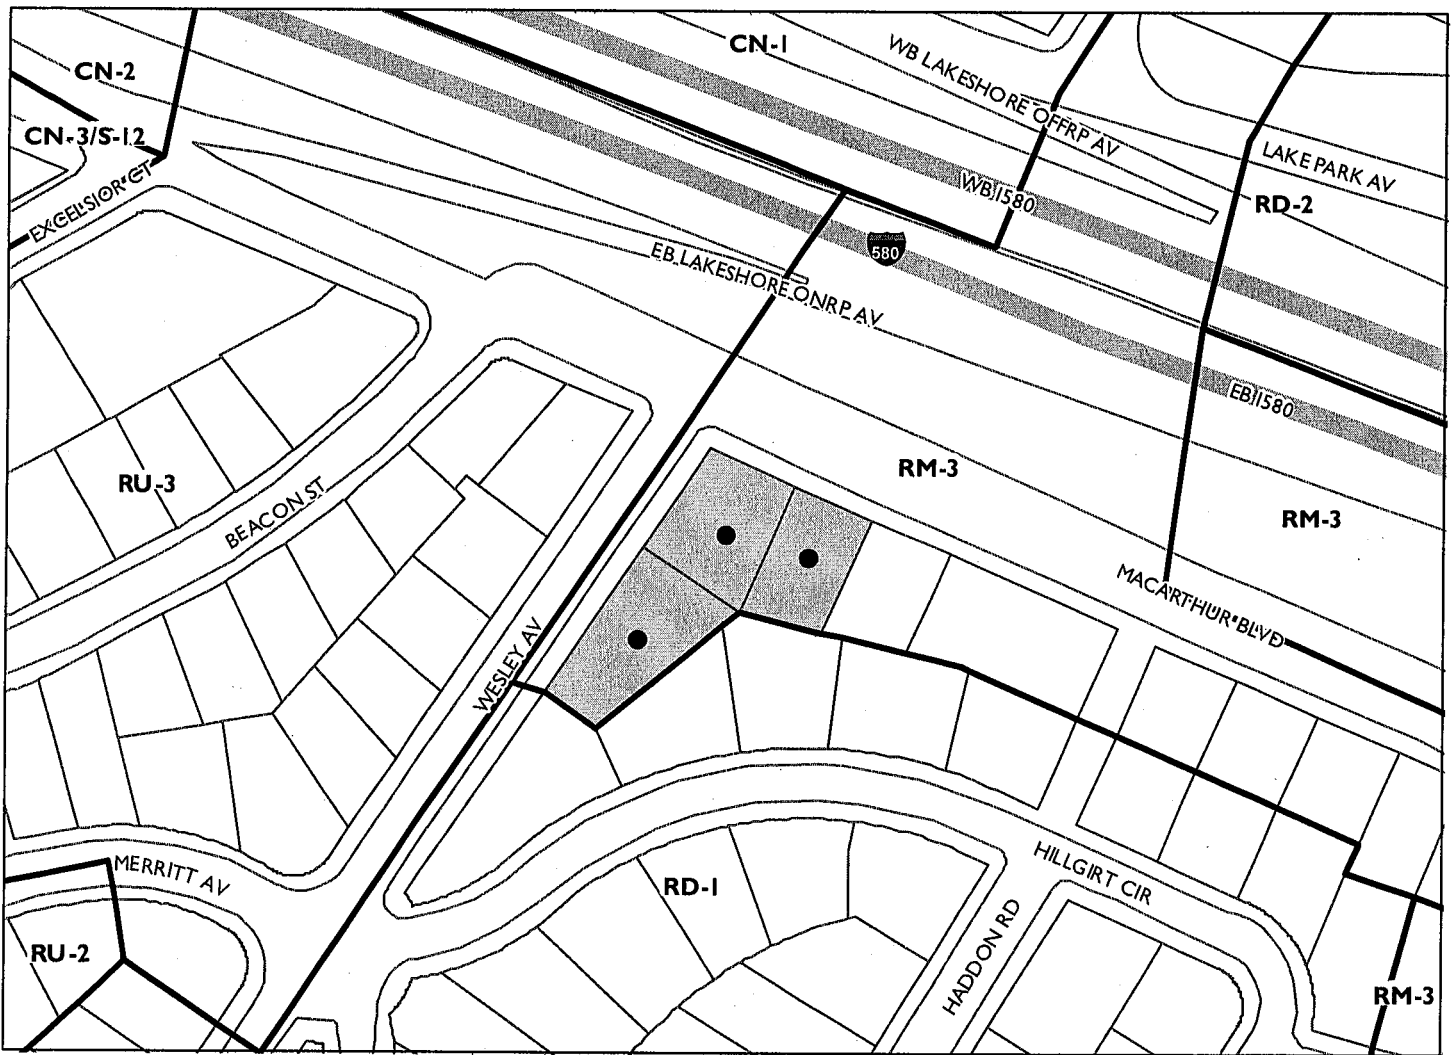 CN-1
CN-2
WB LAKESHORE OFFRP AV
CN-3/S-12
LAKE PARK AV
EXCELSIOR CT
WB I580
RD-2
580
EB LAKESHORE ONRP AV
EB I580
RM-3
RU-3
BEACON ST
RM-3
MACARTHUR BLVD
WESLEY AV
MERRITT AV
HILLGIRT CIR
RD-1
RU-2
HADDON RD
RM-3